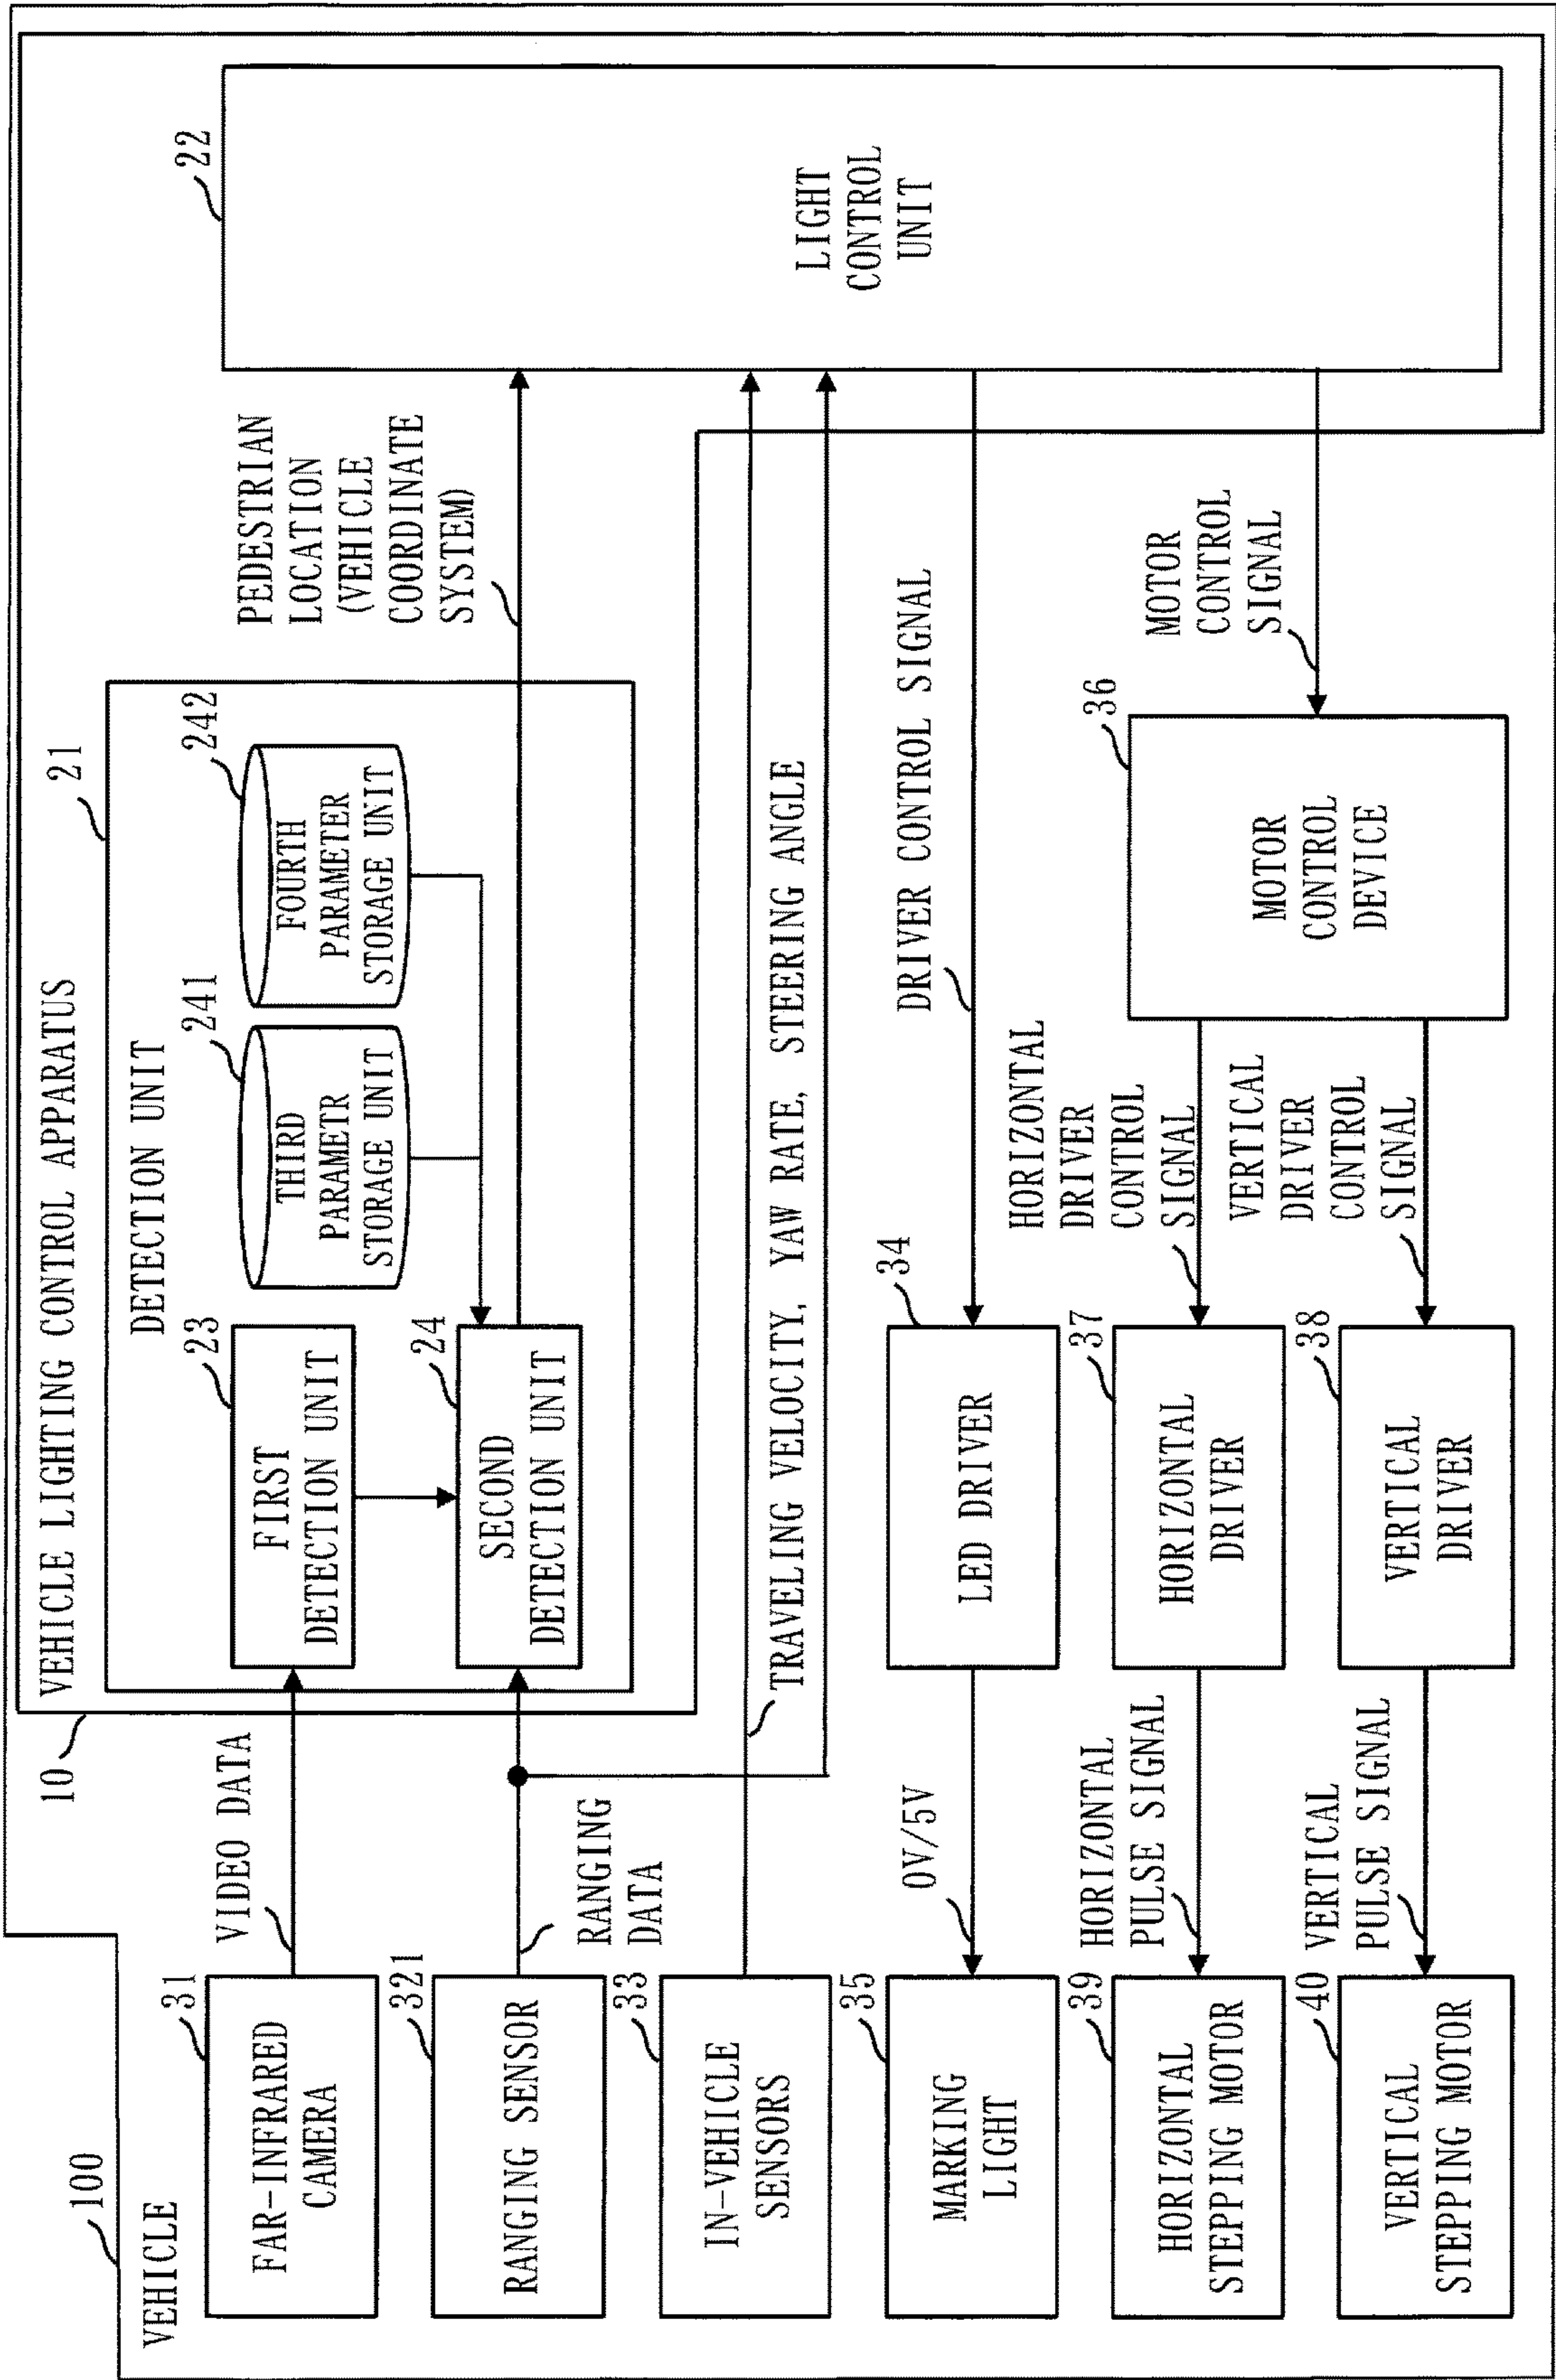 100
VEHICLE
10
VEHICLE LIGHTING CONTROL APPARATUS
21
DETECTION UNIT
31
FAR-INFRARED
CAMERA
VIDEO DATA
23
FIRST
DETECTION UNIT
241
THIRD
PARAMETR
STORAGE UNIT
242
FOURTH
PARAMETER
STORAGE UNIT
PEDESTRIAN
LOCATION
(VEHICLE
COORDINATE
SYSTEM)
22
LIGHT
CONTROL
UNIT
321
RANGING SENSOR
RANGING
DATA
24
SECOND
DETECTION UNIT
33
IN-VEHICLE
SENSORS
TRAVELING VELOCITY, YAW RATE, STEERING ANGLE
35
MARKING
LIGHT
0V/5V
34
LED DRIVER
DRIVER CONTROL SIGNAL
39
HORIZONTAL
STEPPING MOTOR
HORIZONTAL
PULSE SIGNAL
37
HORIZONTAL
DRIVER
HORIZONTAL
DRIVER
CONTROL
SIGNAL
36
MOTOR
CONTROL
DEVICE
MOTOR
CONTROL
SIGNAL
40
VERTICAL
STEPPING MOTOR
VERTICAL
PULSE SIGNAL
38
VERTICAL
DRIVER
VERTICAL
DRIVER
CONTROL
SIGNAL